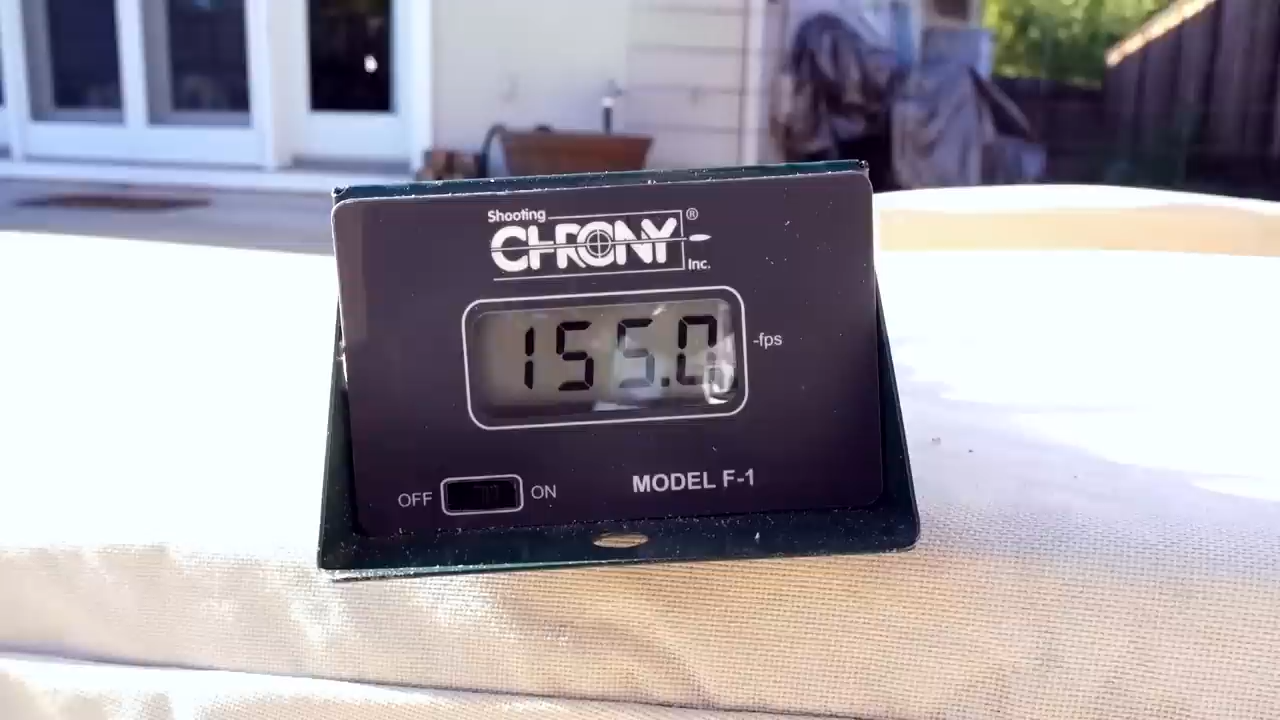 Shooting
CHRONY®
Inc.
155.0
-fps
OFF ON
MODEL F-1